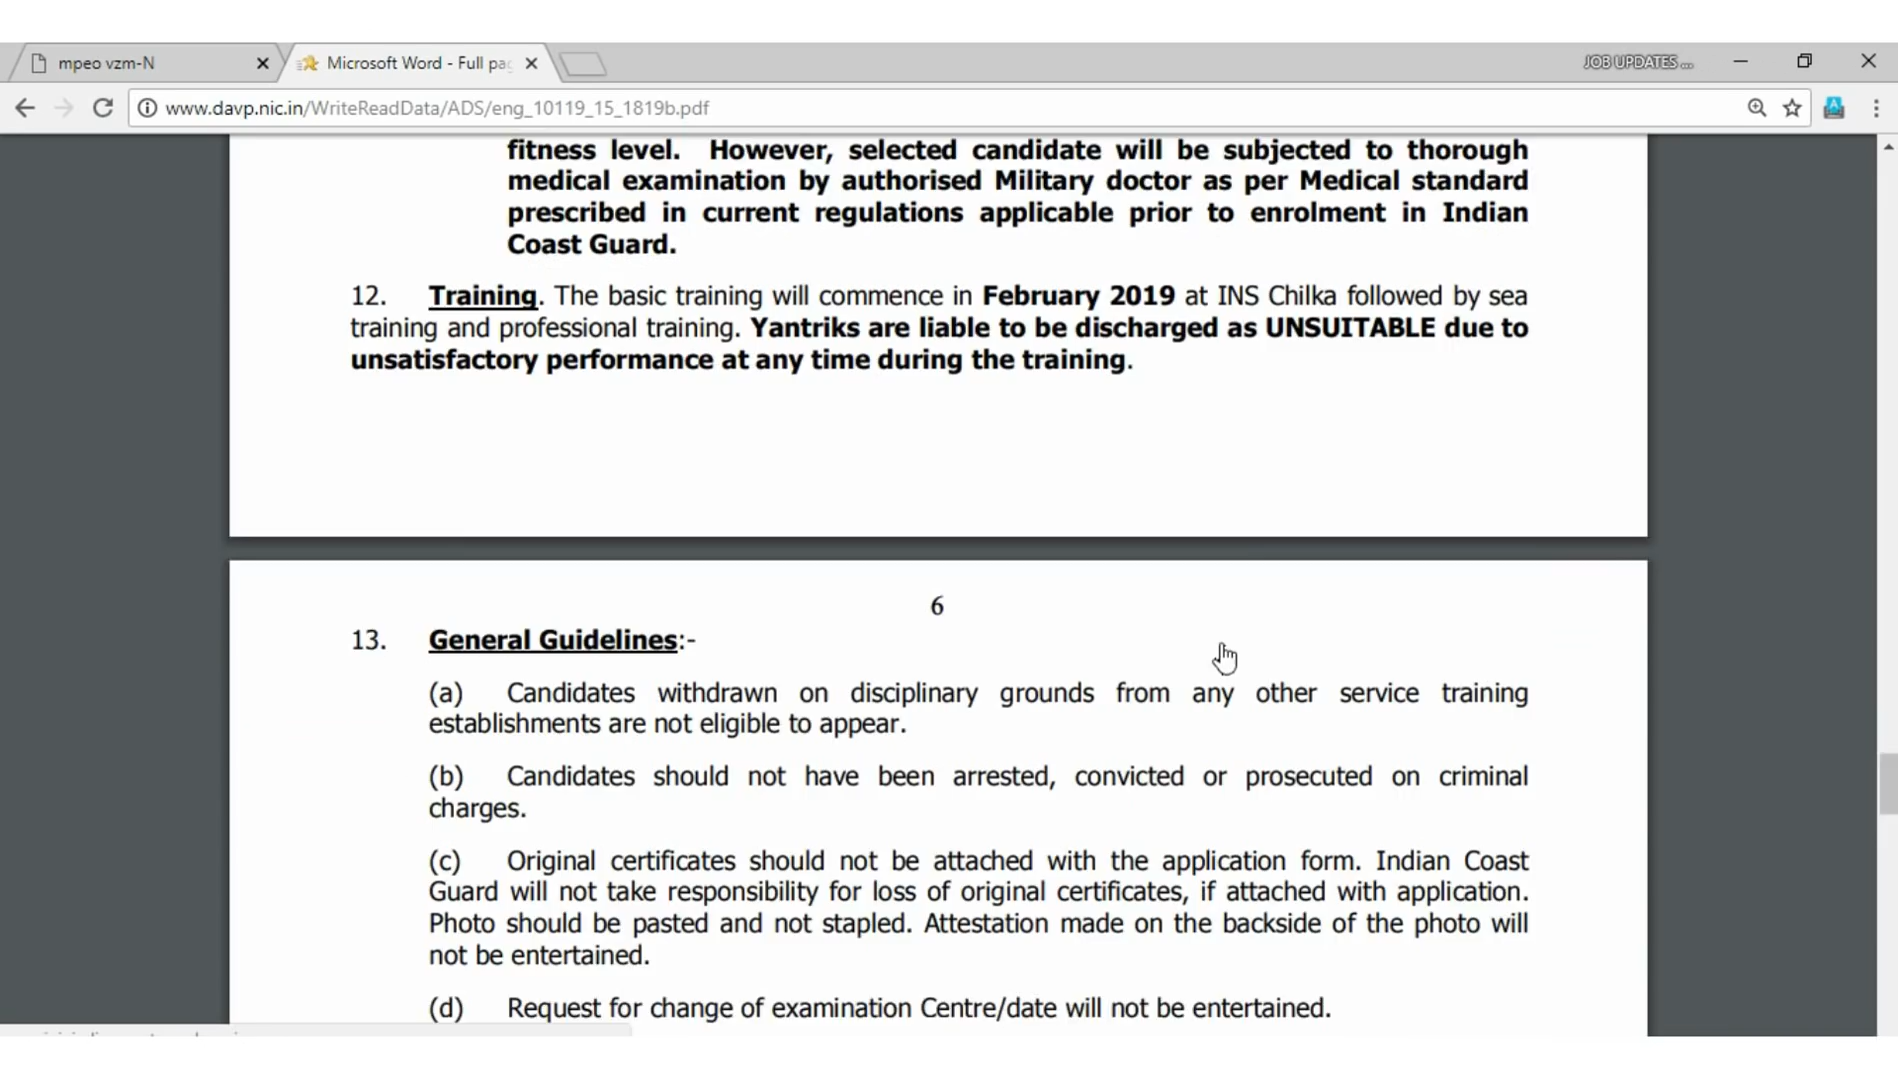 mpeo vzm-N
Microsoft Word - Full pa
JOB UPDATES ...
www.davp.nic.in/WriteReadData/ADS/eng_10119_15_1819b.pdf
fitness level. However, selected candidate will be subjected to thorough
medical examination by authorised Military doctor as per Medical standard
prescribed in current regulations applicable prior to enrolment in Indian
Coast Guard.
12. Training. The basic training will commence in February 2019 at INS Chilka followed by sea
training and professional training. Yantriks are liable to be discharged as UNSUITABLE due to
unsatisfactory performance at any time during the training.
6
13. General Guidelines:-
(a) Candidates withdrawn on disciplinary grounds from any other service training
establishments are not eligible to appear.
(b) Candidates should not have been arrested, convicted or prosecuted on criminal
charges.
(c) Original certificates should not be attached with the application form. Indian Coast
Guard will not take responsibility for loss of original certificates, if attached with application.
Photo should be pasted and not stapled. Attestation made on the backside of the photo will
not be entertained.
(d) Request for change of examination Centre/date will not be entertained.